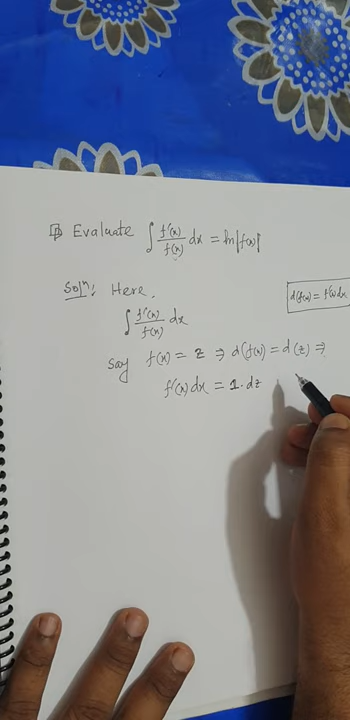 Evaluate ∫ f'(x)/f(x) dx = ln|f(x)|
Solⁿ: Here,
d(f(x)) = f'(x) dx
∫ f'(x)/f(x) dx
Say f(x) = z ⇒ d(f(x)) = d(z) ⇒
f'(x) dx = 1. dz